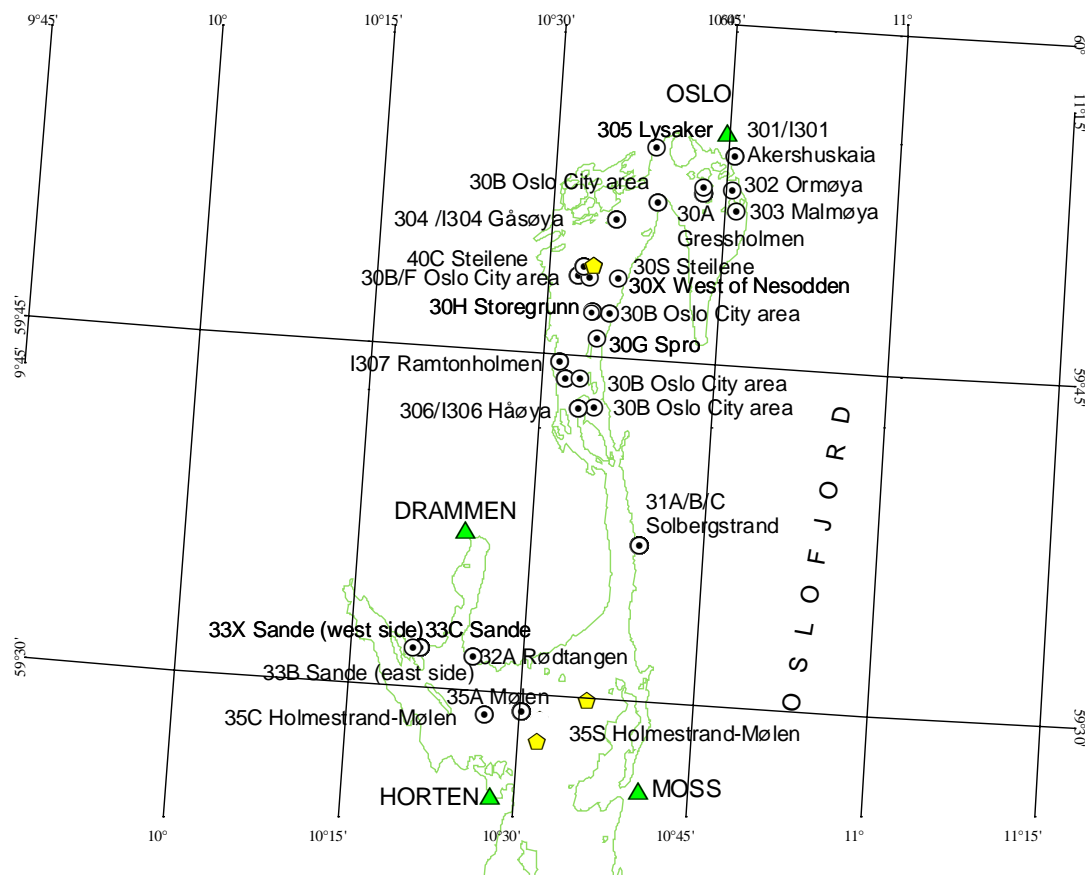 9°45'
10°
10°15'
10°30'
10°45'
11°
60°
11°15'
OSLO
305 Lysaker
301/I301
Akershuskaia
30B Oslo City area
302 Ormøya
304 /I304 Gåsøya
30A
Gressholmen
303 Malmøya
40C Steilene
30S Steilene
30B/F Oslo City area
30X West of Nesodden
59°45'
30H Storegrunn
30B Oslo City area
9°45'
30G Spro
I307 Ramtonholmen
59°45'
30B Oslo City area
306/I306 Håøya
30B Oslo City area
OSLOFJORD
31A/B/C
Solbergstrand
DRAMMEN
59°30'
33X Sande (west side)
33C Sande
32A Rødtangen
33B Sande (east side)
35A Mølen
35C Holmestrand-Mølen
35S Holmestrand-Mølen
59°30'
HORTEN
MOSS
10°
10°15'
10°30'
10°45'
11°
11°15'